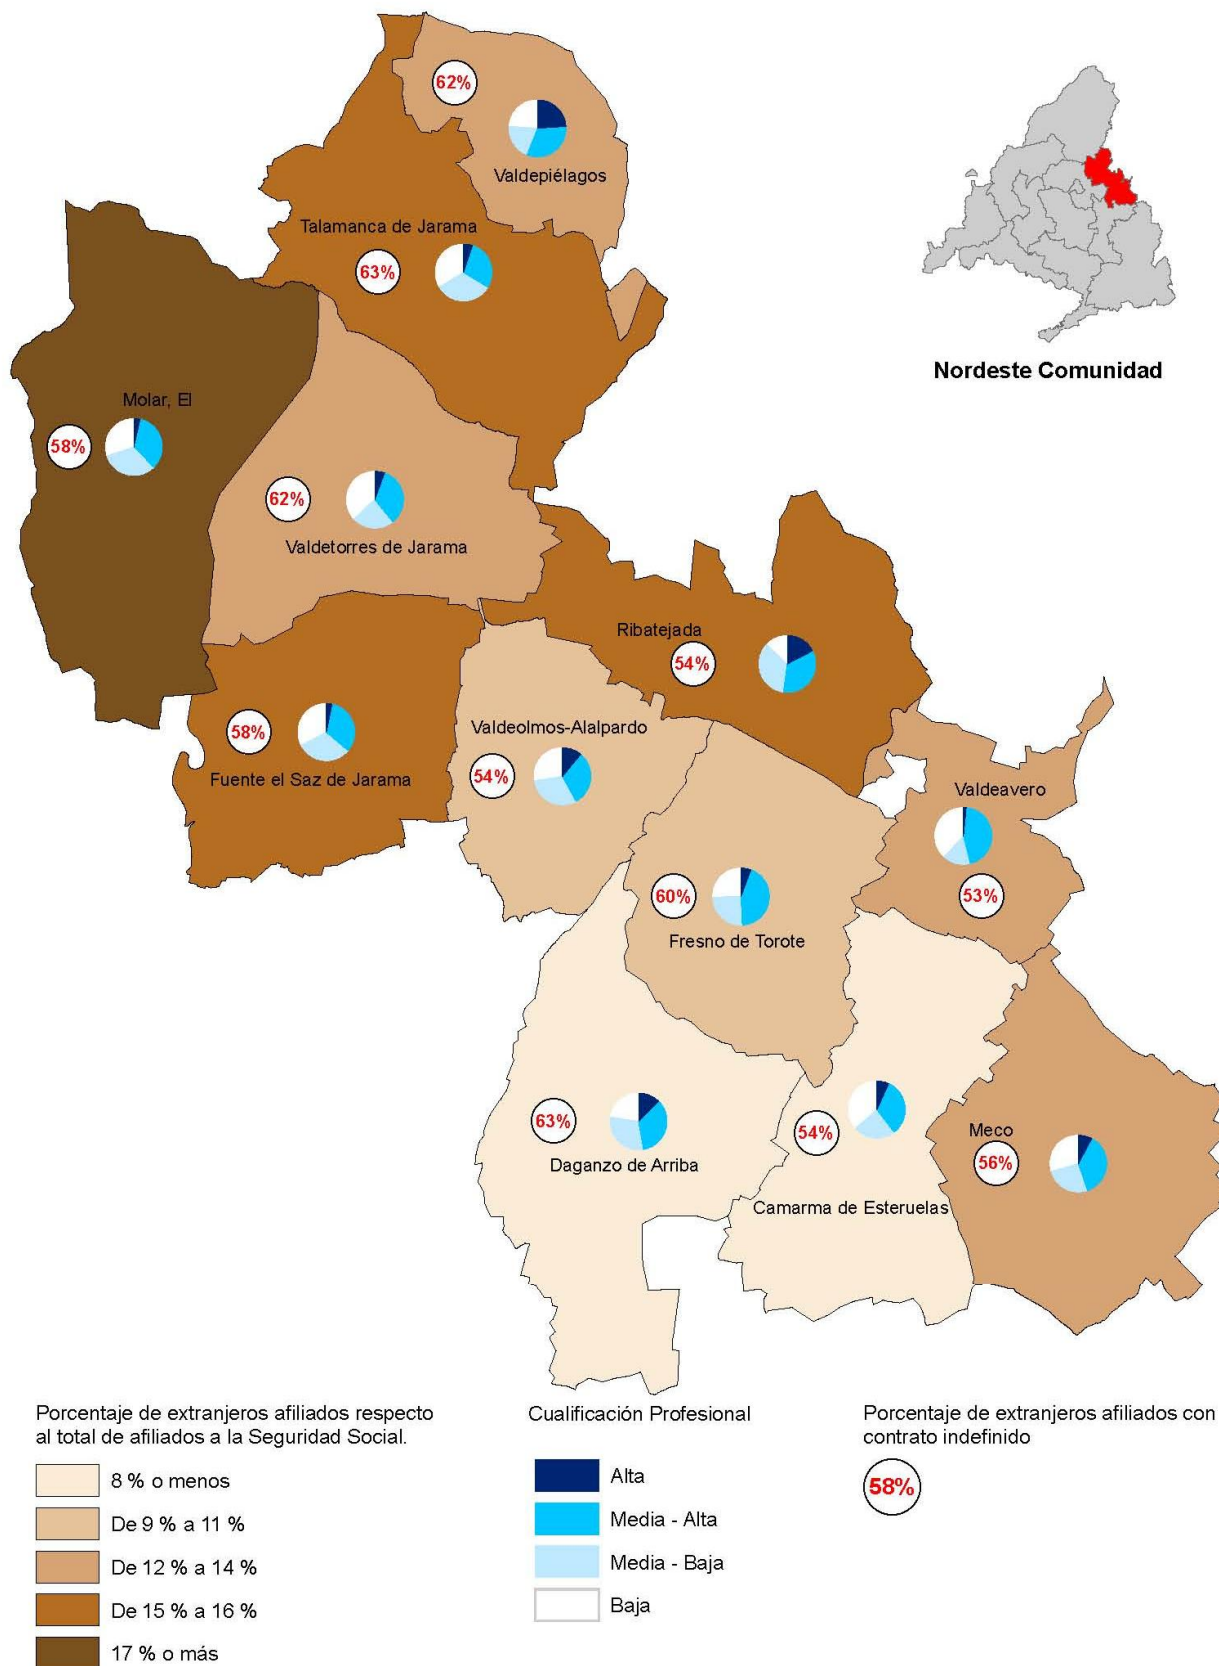 62%
Valdepiélagos
Talamanca de Jarama
63%
Nordeste Comunidad
Molar, El
58%
62%
Valdetorres de Jarama
Ribatejada
54%
58%
Fuente el Saz de Jarama
Valdeolmos-Alalpardo
54%
Valdeavero
53%
60%
Fresno de Torote
63%
Daganzo de Arriba
54%
Camarma de Esteruelas
Meco
56%
Porcentaje de extranjeros afiliados respecto
al total de afiliados a la Seguridad Social.
8 % o menos
De 9 % a 11 %
De 12 % a 14 %
De 15 % a 16 %
17 % o más
Cualificación Profesional
Alta
Media - Alta
Media - Baja
Baja
Porcentaje de extranjeros afiliados con
contrato indefinido
58%